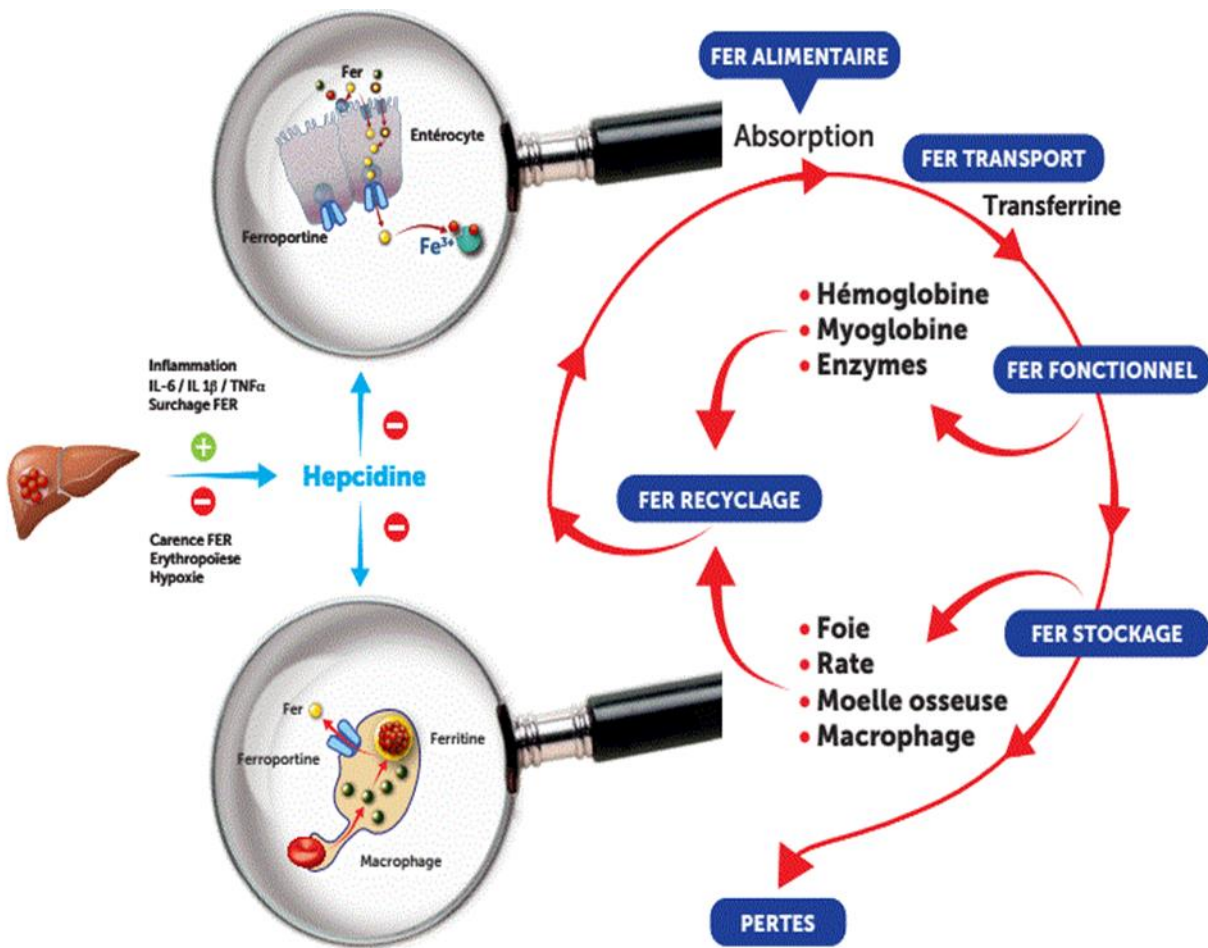 Fer
Entérocyte
Ferroportine
Fe3+
Inflammation
IL-6 / IL 1β / TNFα
Surchage FER
+
−
Hepcidine
−
−
Carence FER
Erythropoïese
Hypoxie
Fer
Ferroportine
Ferritine
Macrophage
FER ALIMENTAIRE
Absorption
FER TRANSPORT
Transferrine
• Hémoglobine
• Myoglobine
• Enzymes
FER FONCTIONNEL
FER RECYCLAGE
• Foie
• Rate
• Moelle osseuse
• Macrophage
FER STOCKAGE
PERTES